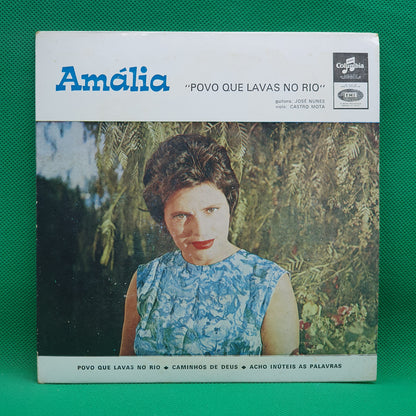 Amália
"POVO QUE LAVAS NO RIO"
guitarra: JOSÉ NUNES
viola: CASTRO MOTA
Columbia
EMI
POVO QUE LAVAS NO RIO ◆ CAMINHOS DE DEUS ◆ ACHO INÚTEIS AS PALAVRAS